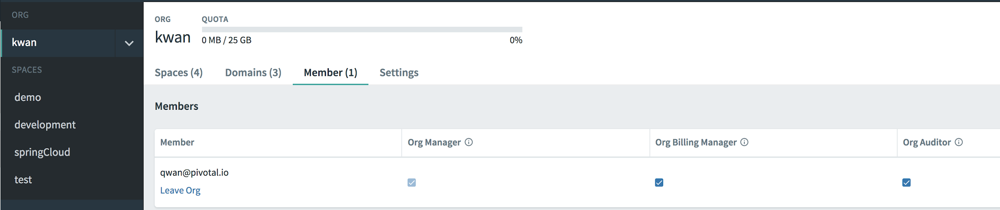 ORG
kwan
SPACES
demo
development
springCloud
test
ORG
kwan
QUOTA
0 MB / 25 GB
0%
Spaces (4)
Domains (3)
Member (1)
Settings
Members
Member
Org Manager
Org Billing Manager
Org Auditor
qwan@pivotal.io
Leave Org